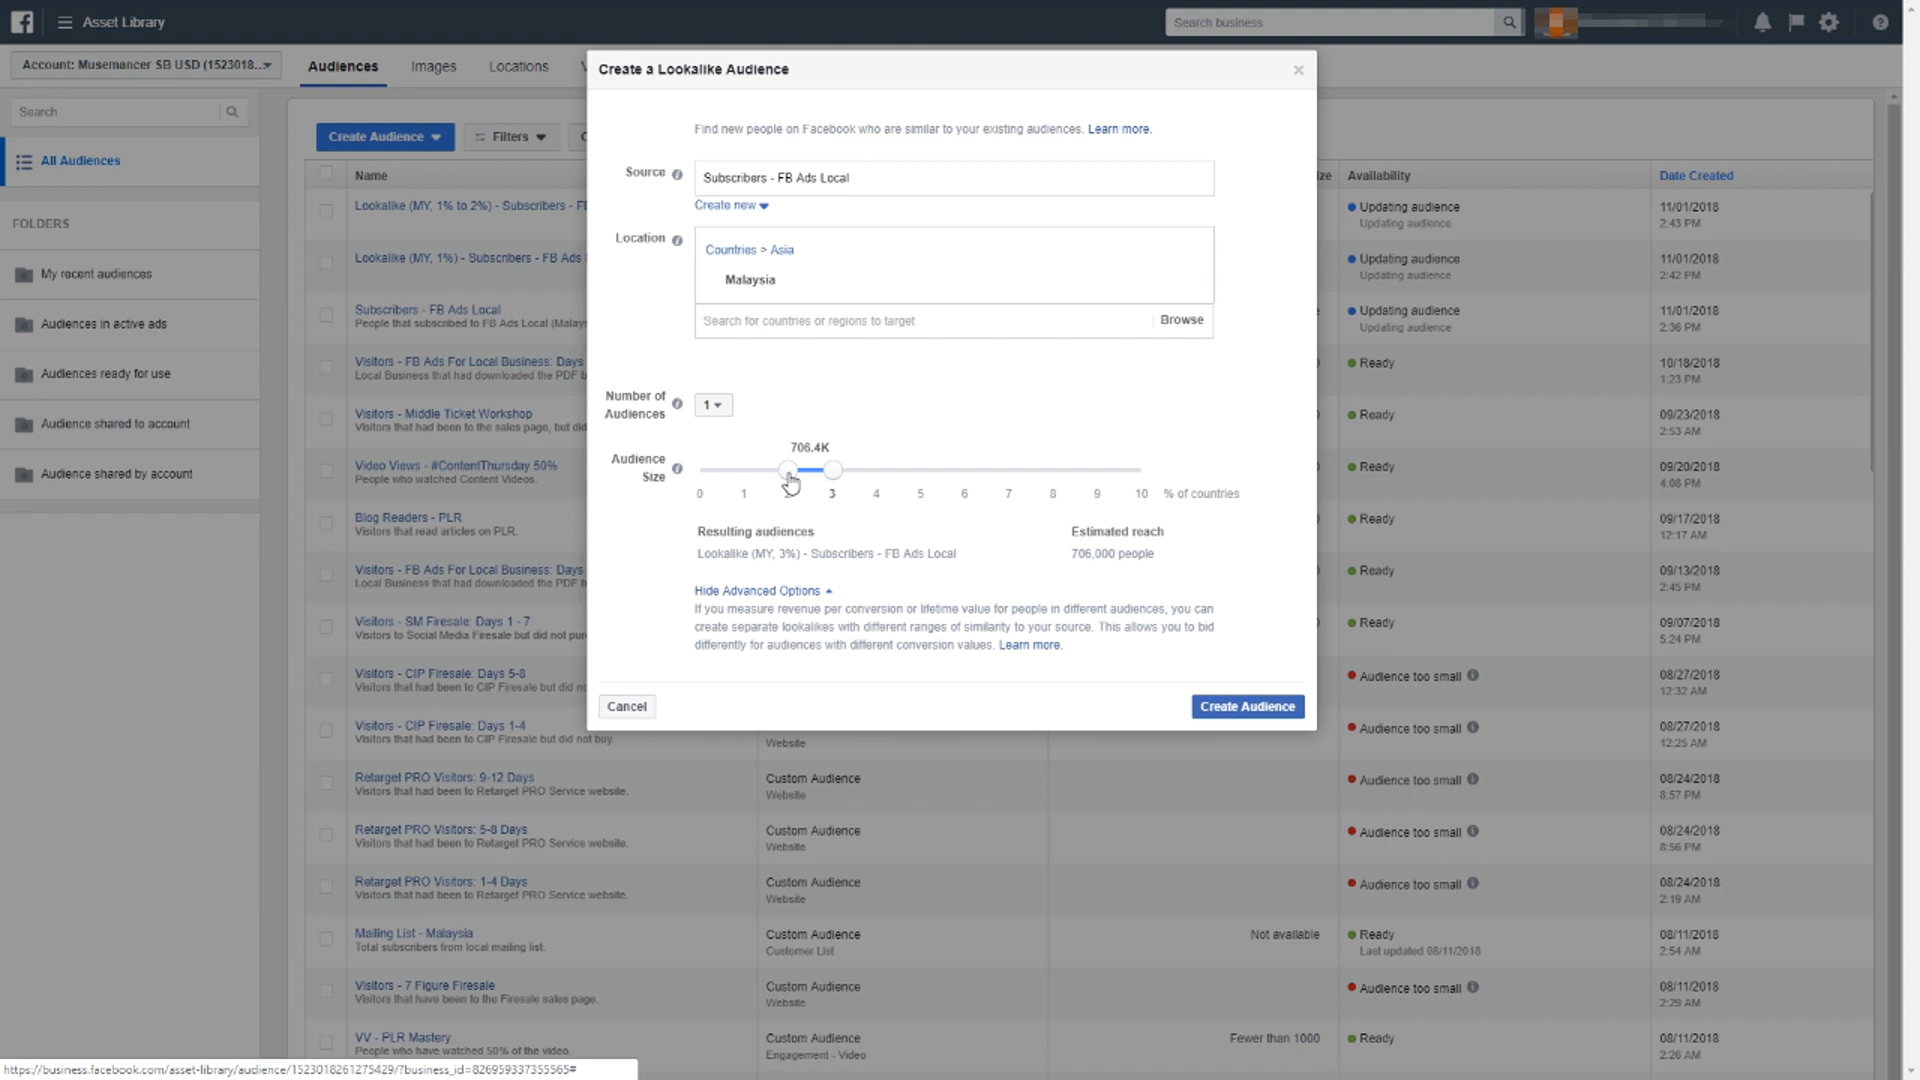 Asset Library
Search business
Account: Musemancer SB USD (1523018...
Audiences
Images
Locations
Search
All Audiences
FOLDERS
My recent audiences
Audiences in active ads
Audiences ready for use
Audience shared to account
Audience shared by account
Create Audience
Filters
Name
Availability
Date Created
Lookalike (MY, 1% to 2%) - Subscribers - F
Updating audience
Updating audience
11/01/2018
2:43 PM
Lookalike (MY, 1%) - Subscribers - FB Ads
Updating audience
Updating audience
11/01/2018
2:42 PM
Subscribers - FB Ads Local
People that subscribed to FB Ads Local (Malays
Updating audience
Updating audience
11/01/2018
2:36 PM
Visitors - FB Ads For Local Business: Days
Local Business that had downloaded the PDF b
Ready
10/18/2018
1:23 PM
Visitors - Middle Ticket Workshop
Visitors that had been to the sales page, but did
Ready
09/23/2018
2:53 AM
Video Views - #ContentThursday 50%
People who watched Content Videos.
Ready
09/20/2018
4:08 PM
Blog Readers - PLR
Visitors that read articles on PLR.
Ready
09/17/2018
12:17 AM
Visitors - FB Ads For Local Business: Days
Local Business that had downloaded the PDF b
Ready
09/13/2018
2:45 PM
Visitors - SM Firesale: Days 1 - 7
Visitors to Social Media Firesale but did not pur
Ready
09/07/2018
5:24 PM
Visitors - CIP Firesale: Days 5-8
Visitors that had been to CIP Firesale but did no
Audience too small
08/27/2018
12:32 AM
Visitors - CIP Firesale: Days 1-4
Visitors that had been to CIP Firesale but did not buy.
Website
Audience too small
08/27/2018
12:25 AM
Retarget PRO Visitors: 9-12 Days
Visitors that had been to Retarget PRO Service website.
Custom Audience
Website
Audience too small
08/24/2018
8:57 PM
Retarget PRO Visitors: 5-8 Days
Visitors that had been to Retarget PRO Service website.
Custom Audience
Website
Audience too small
08/24/2018
8:56 PM
Retarget PRO Visitors: 1-4 Days
Visitors that had been to Retarget PRO Service website.
Custom Audience
Website
Audience too small
08/24/2018
2:19 AM
Mailing List - Malaysia
Total subscribers from local mailing list.
Custom Audience
Customer List
Not available
Ready
Last updated 08/11/2018
08/11/2018
2:54 AM
Visitors - 7 Figure Firesale
Visitors that have been to the Firesale sales page.
Custom Audience
Website
Audience too small
08/11/2018
2:29 AM
VV - PLR Mastery
People who have watched 50% of the video.
Custom Audience
Engagement - Video
Fewer than 1000
Ready
08/11/2018
2:26 AM
Create a Lookalike Audience
Find new people on Facebook who are similar to your existing audiences. Learn more.
Source
Subscribers - FB Ads Local
Create new
Location
Countries > Asia
Malaysia
Search for countries or regions to target
Browse
Number of
Audiences
1
706.4K
Audience
Size
0 1 3 4 5 6 7 8 9 10 % of countries
Resulting audiences
Estimated reach
Lookalike (MY, 3%) - Subscribers - FB Ads Local
706,000 people
Hide Advanced Options
If you measure revenue per conversion or lifetime value for people in different audiences, you can
create separate lookalikes with different ranges of similarity to your source. This allows you to bid
differently for audiences with different conversion values. Learn more.
Cancel
Create Audience
https://business.facebook.com/asset-library/audience/1523018261275429/?business_id=826959337355565#